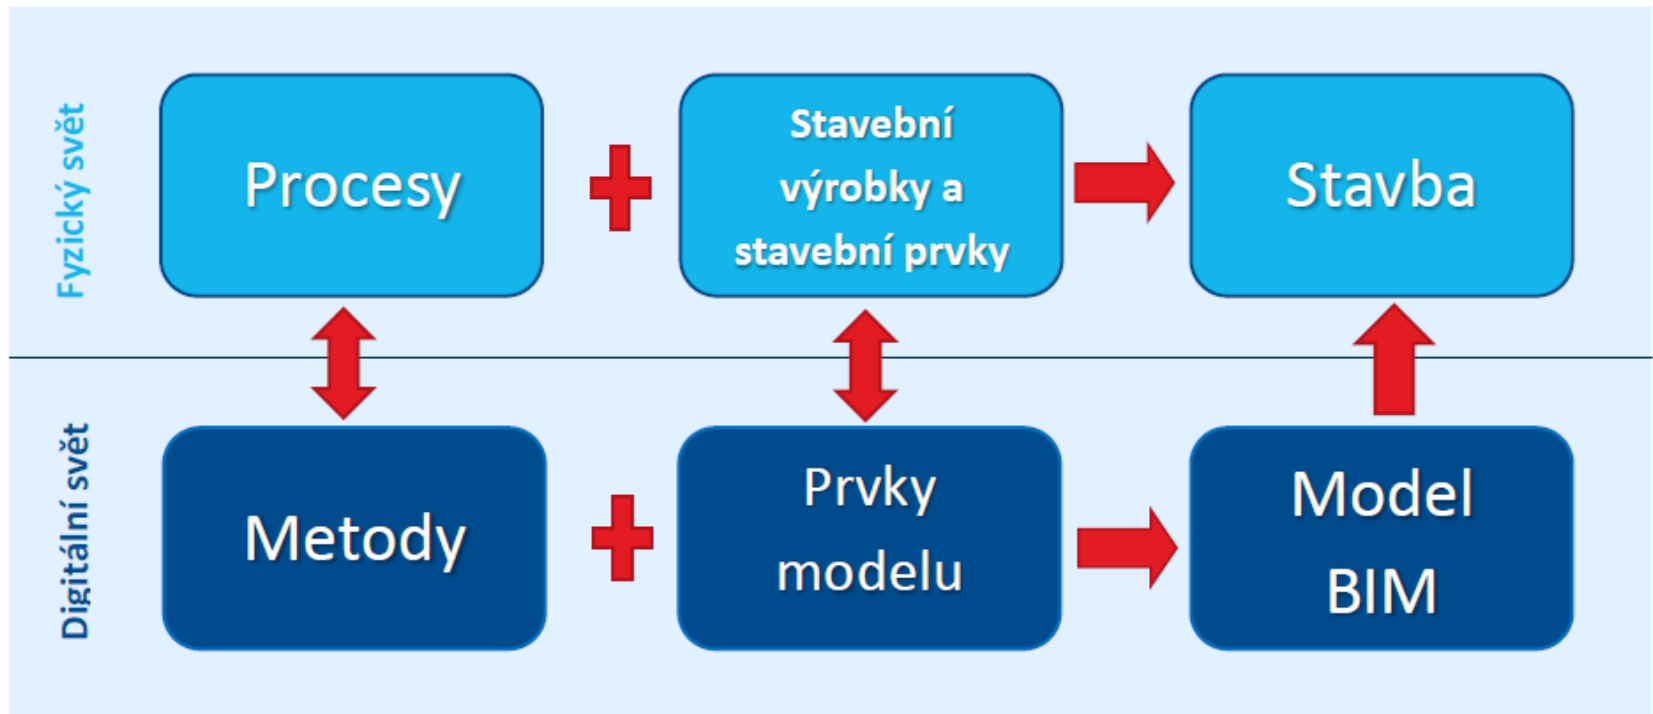 Fyzický svět
Procesy
Stavební
výrobky a
stavební prvky
Stavba
Digitální svět
Metody
Prvky
modelu
Model
BIM